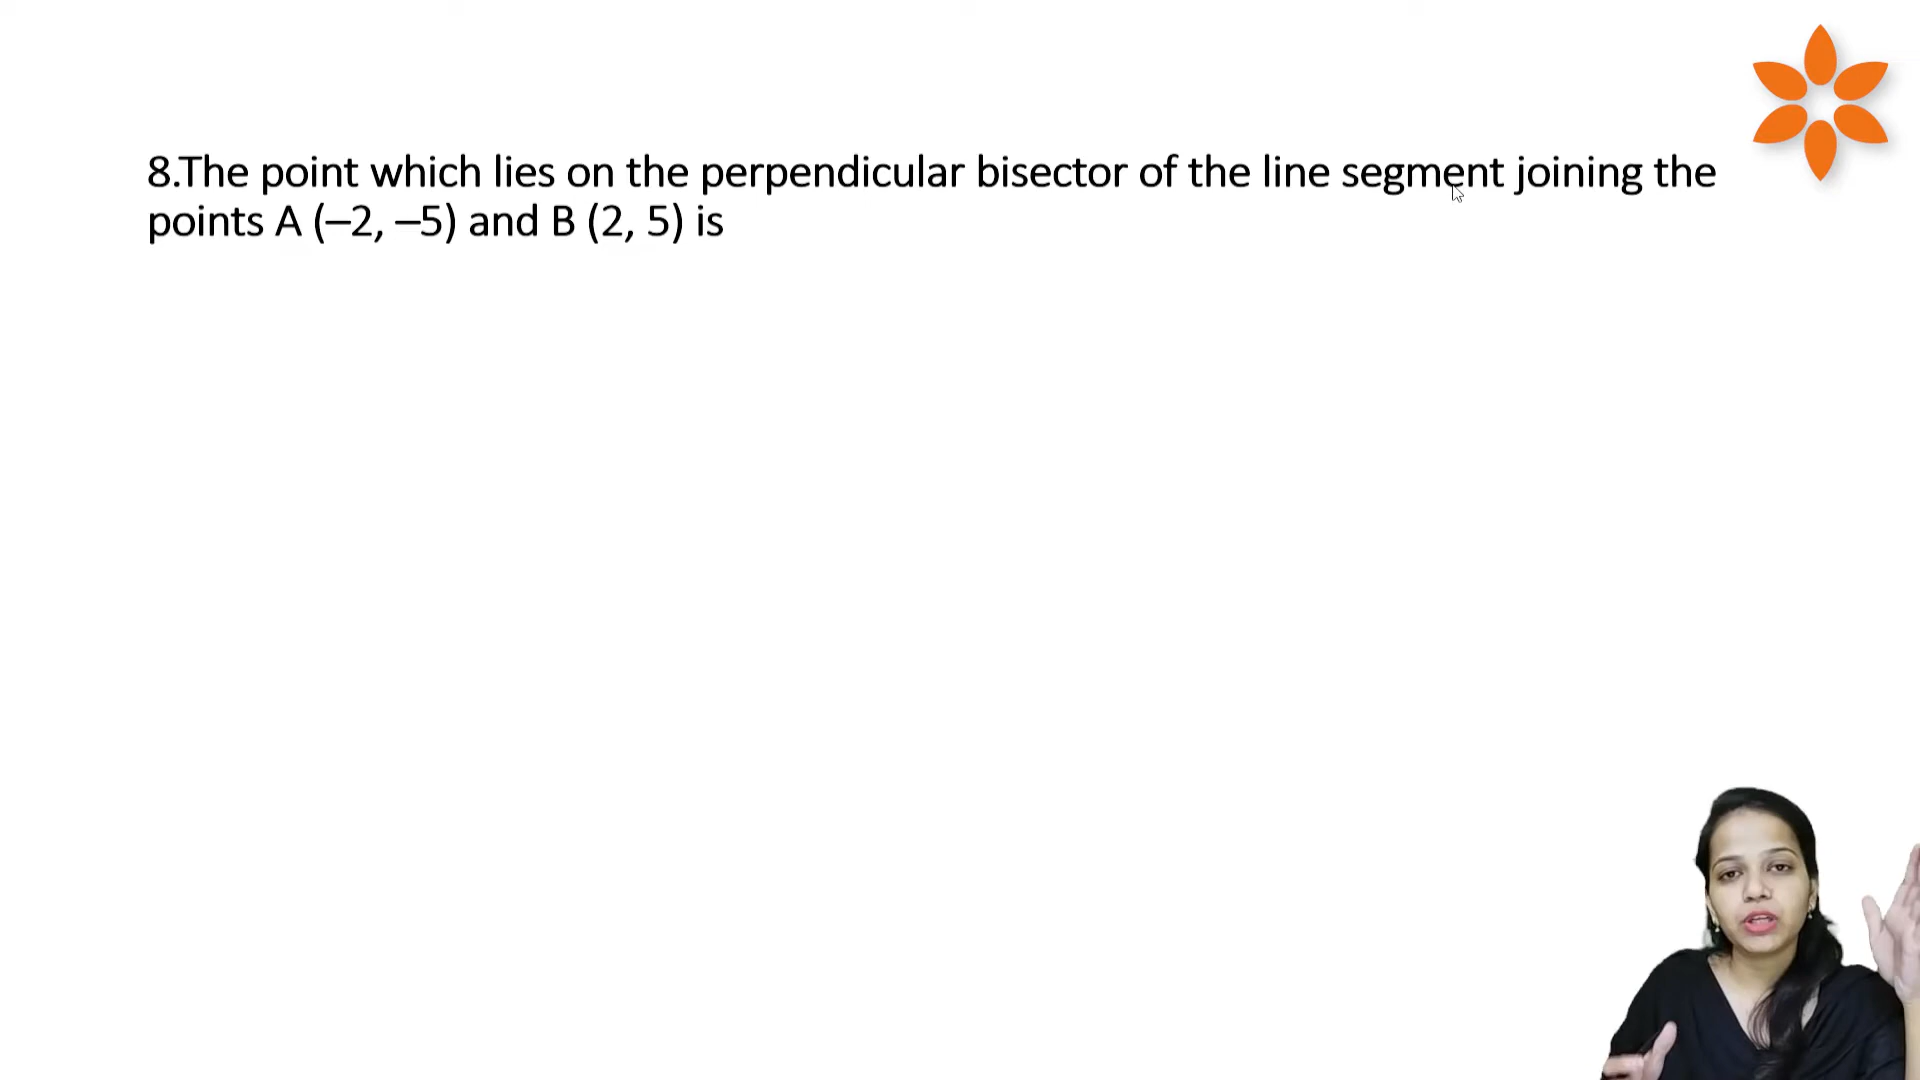 8.The point which lies on the perpendicular bisector of the line segment joining the
points A (–2, –5) and B (2, 5) is